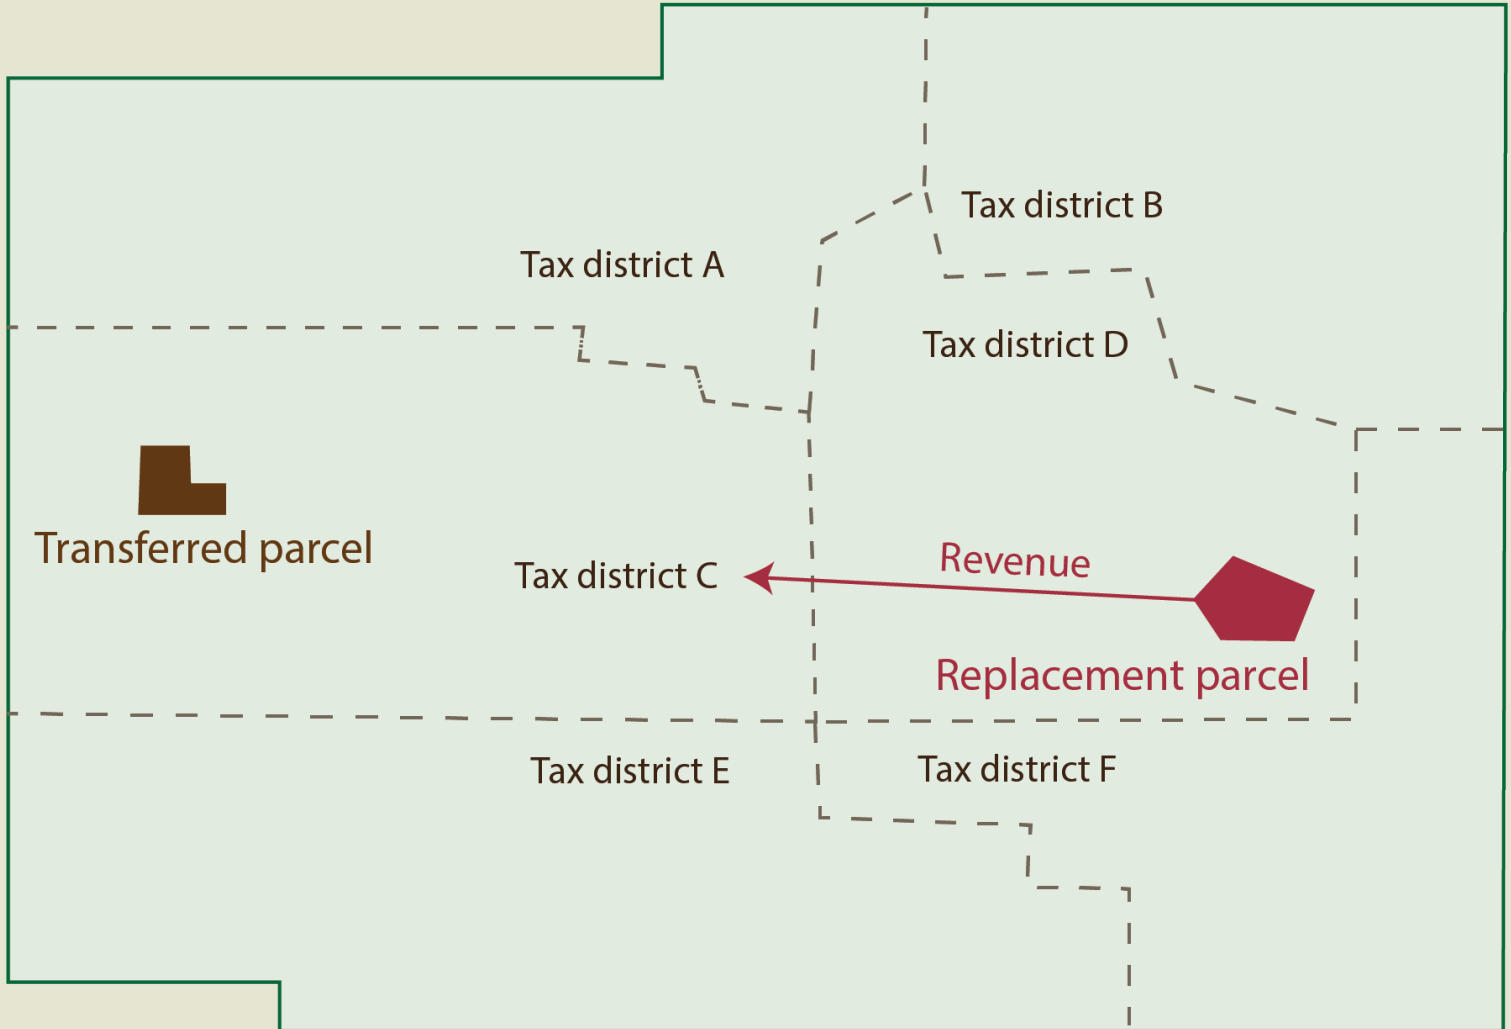 Tax district B
Tax district A
Tax district D
Transferred parcel
Revenue
Tax district C
Replacement parcel
Tax district E
Tax district F